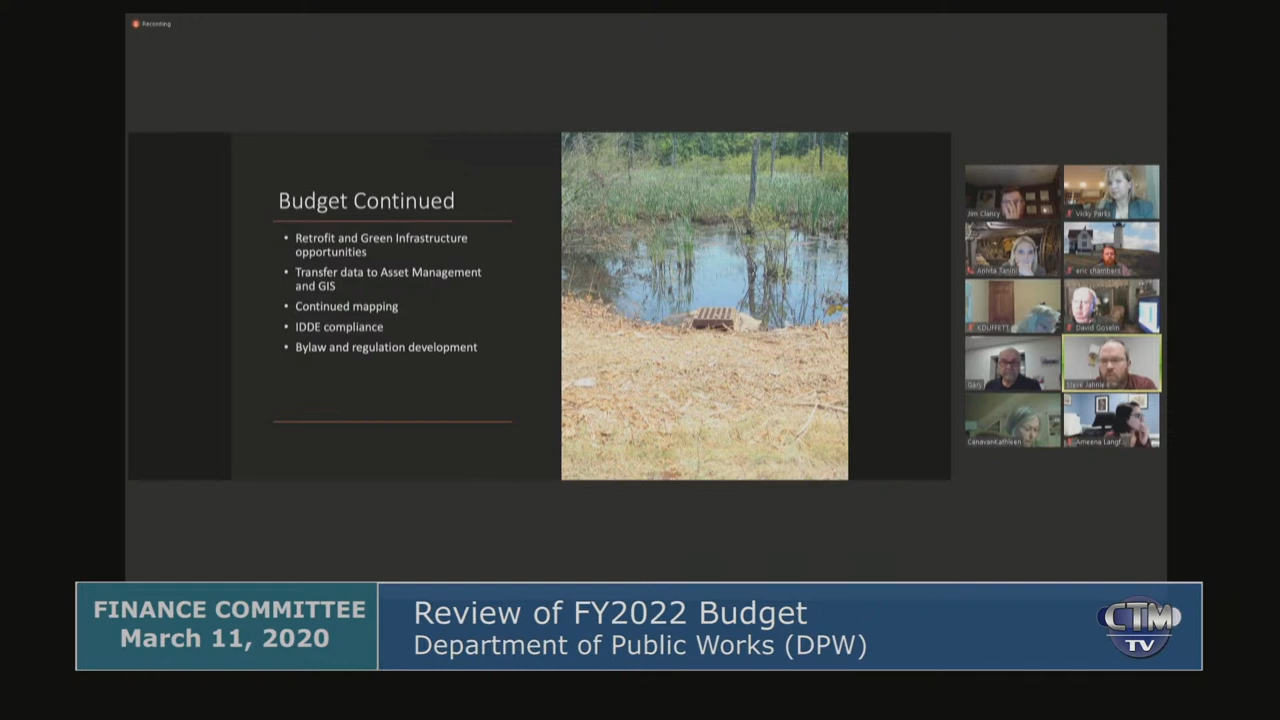 Recording
Budget Continued
• Retrofit and Green Infrastructure
opportunities
• Transfer data to Asset Management
and GIS
• Continued mapping
• IDDE compliance
• Bylaw and regulation development
Jim Clancy
Vicky Parks
Annita Tanini
eric chambers
KDUFFETT
David Goselin
Gary
Steve Jahnle
CanavanKathleen
Ameena Langf
FINANCE COMMITTEE
March 11, 2020
Review of FY2022 Budget
Department of Public Works (DPW)
CTM
TV